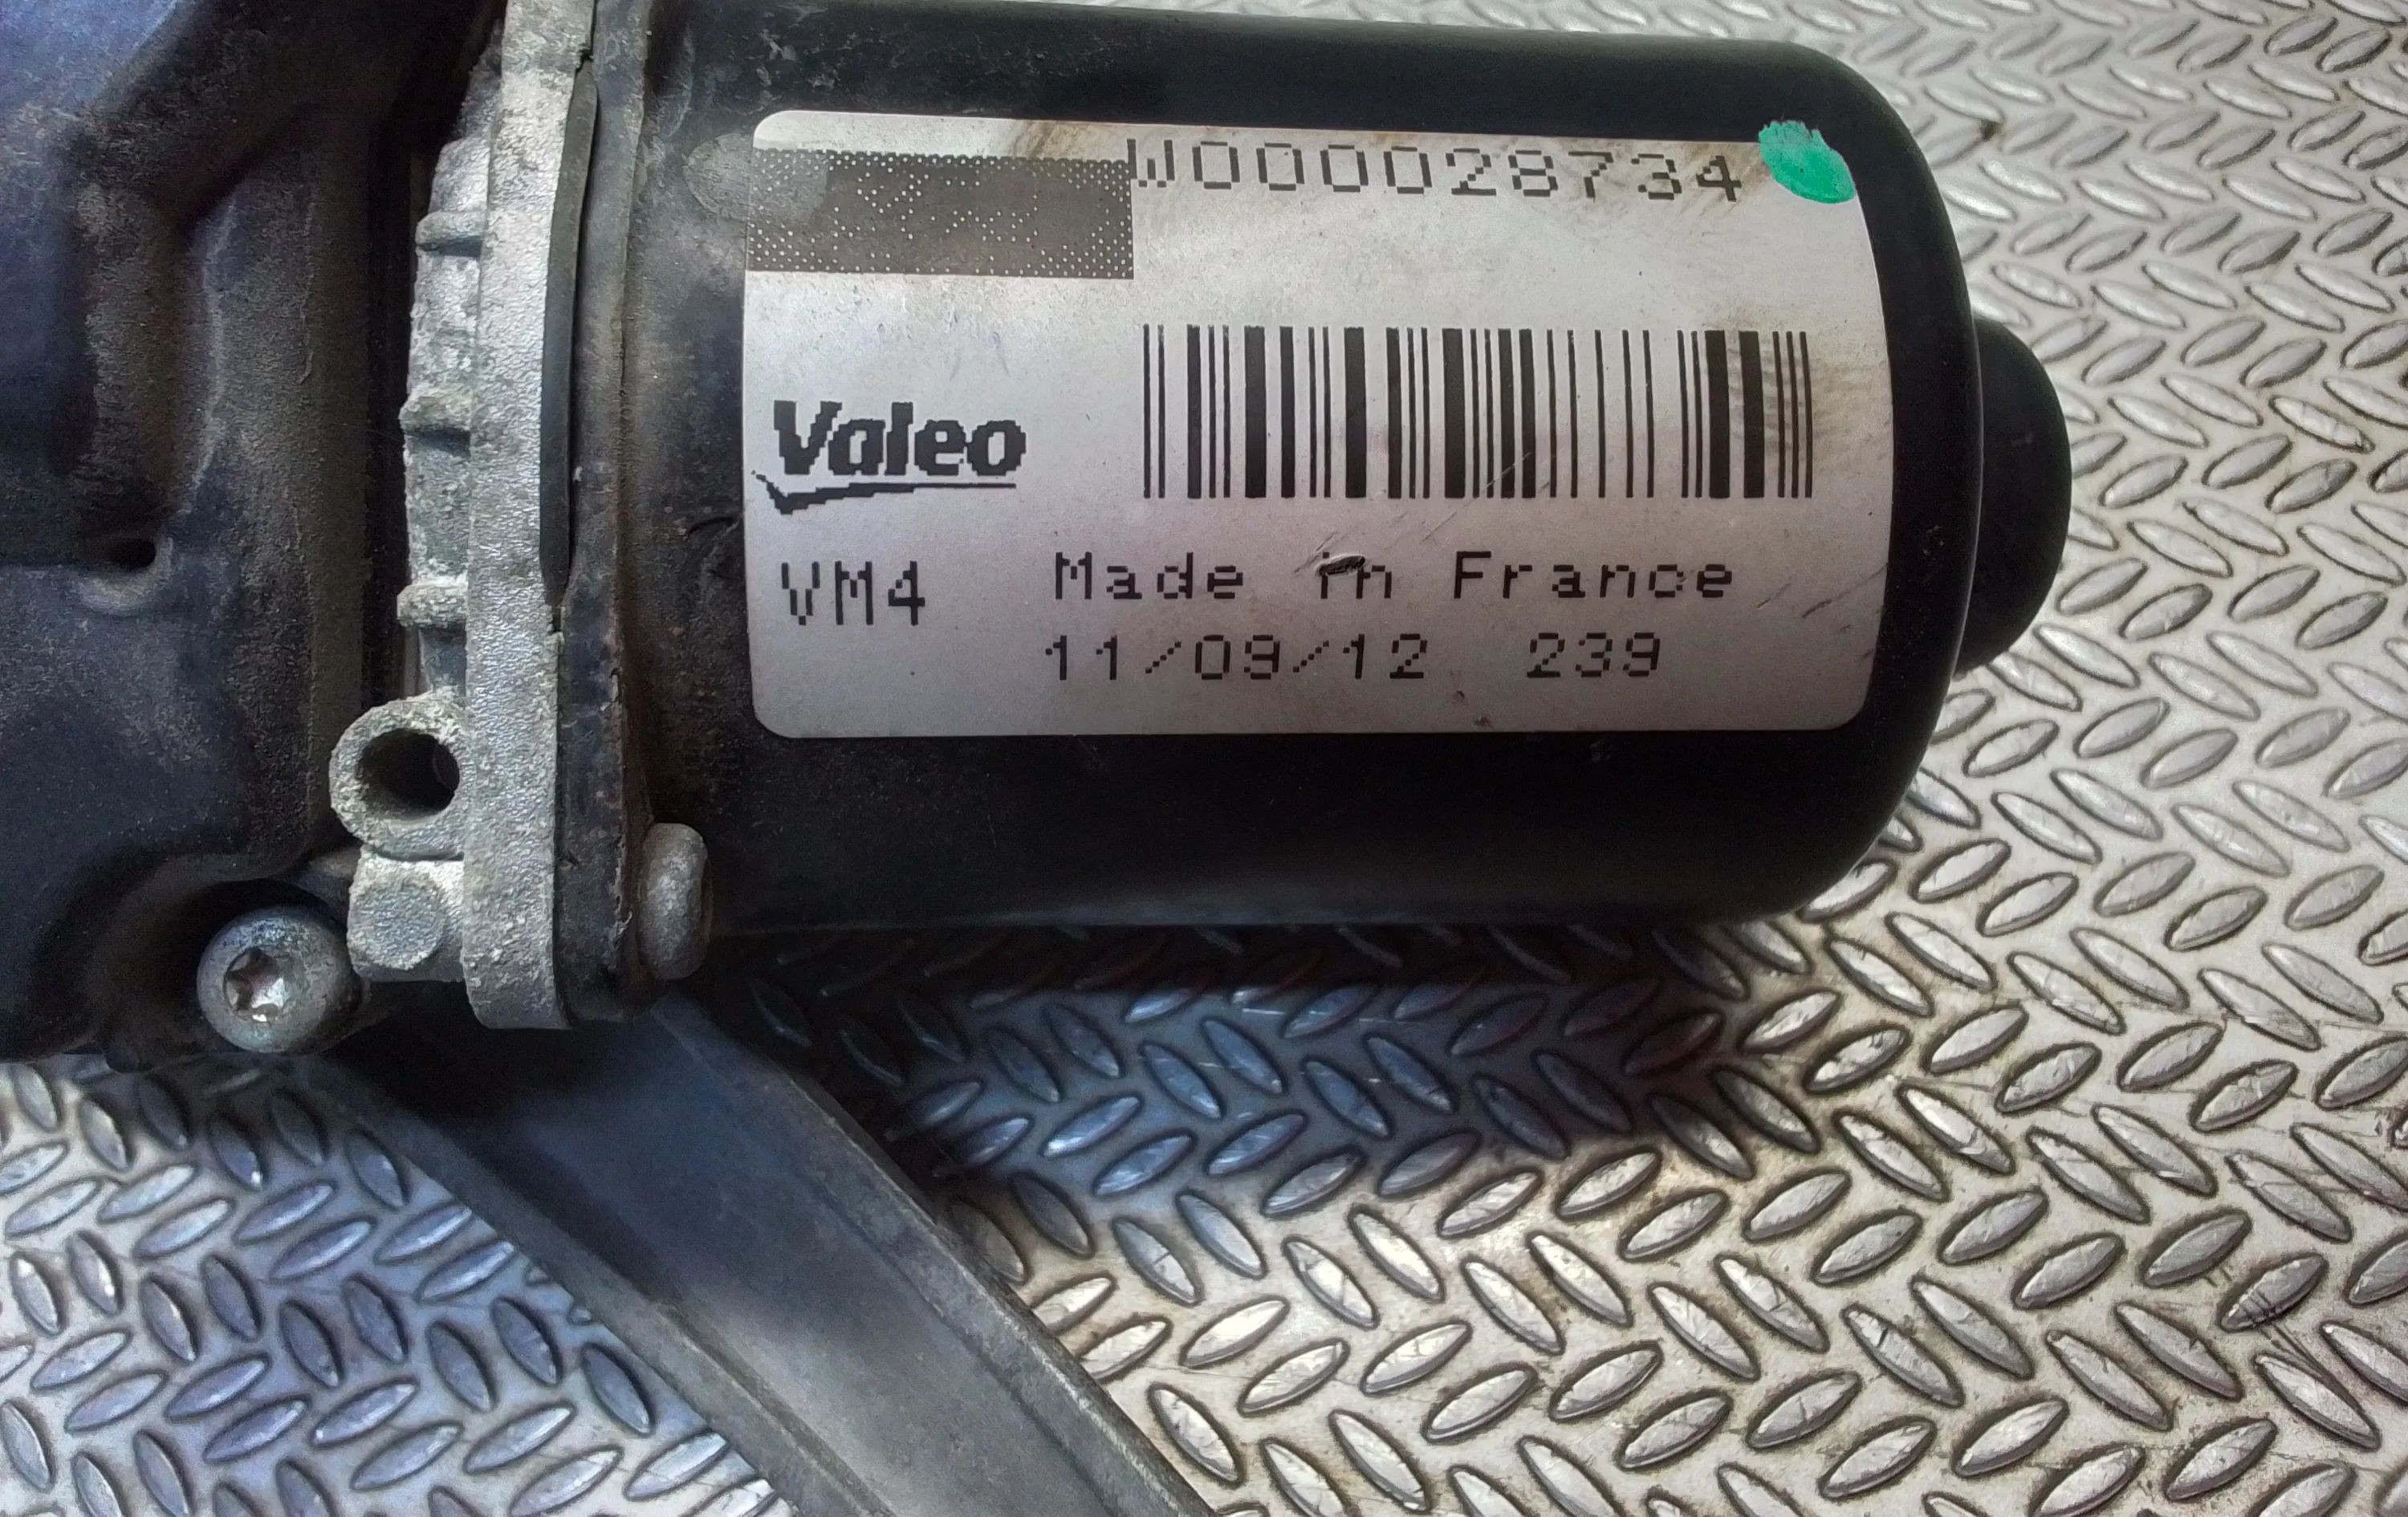 W000028734
Valeo
VM4 Made in France
11/09/12 239